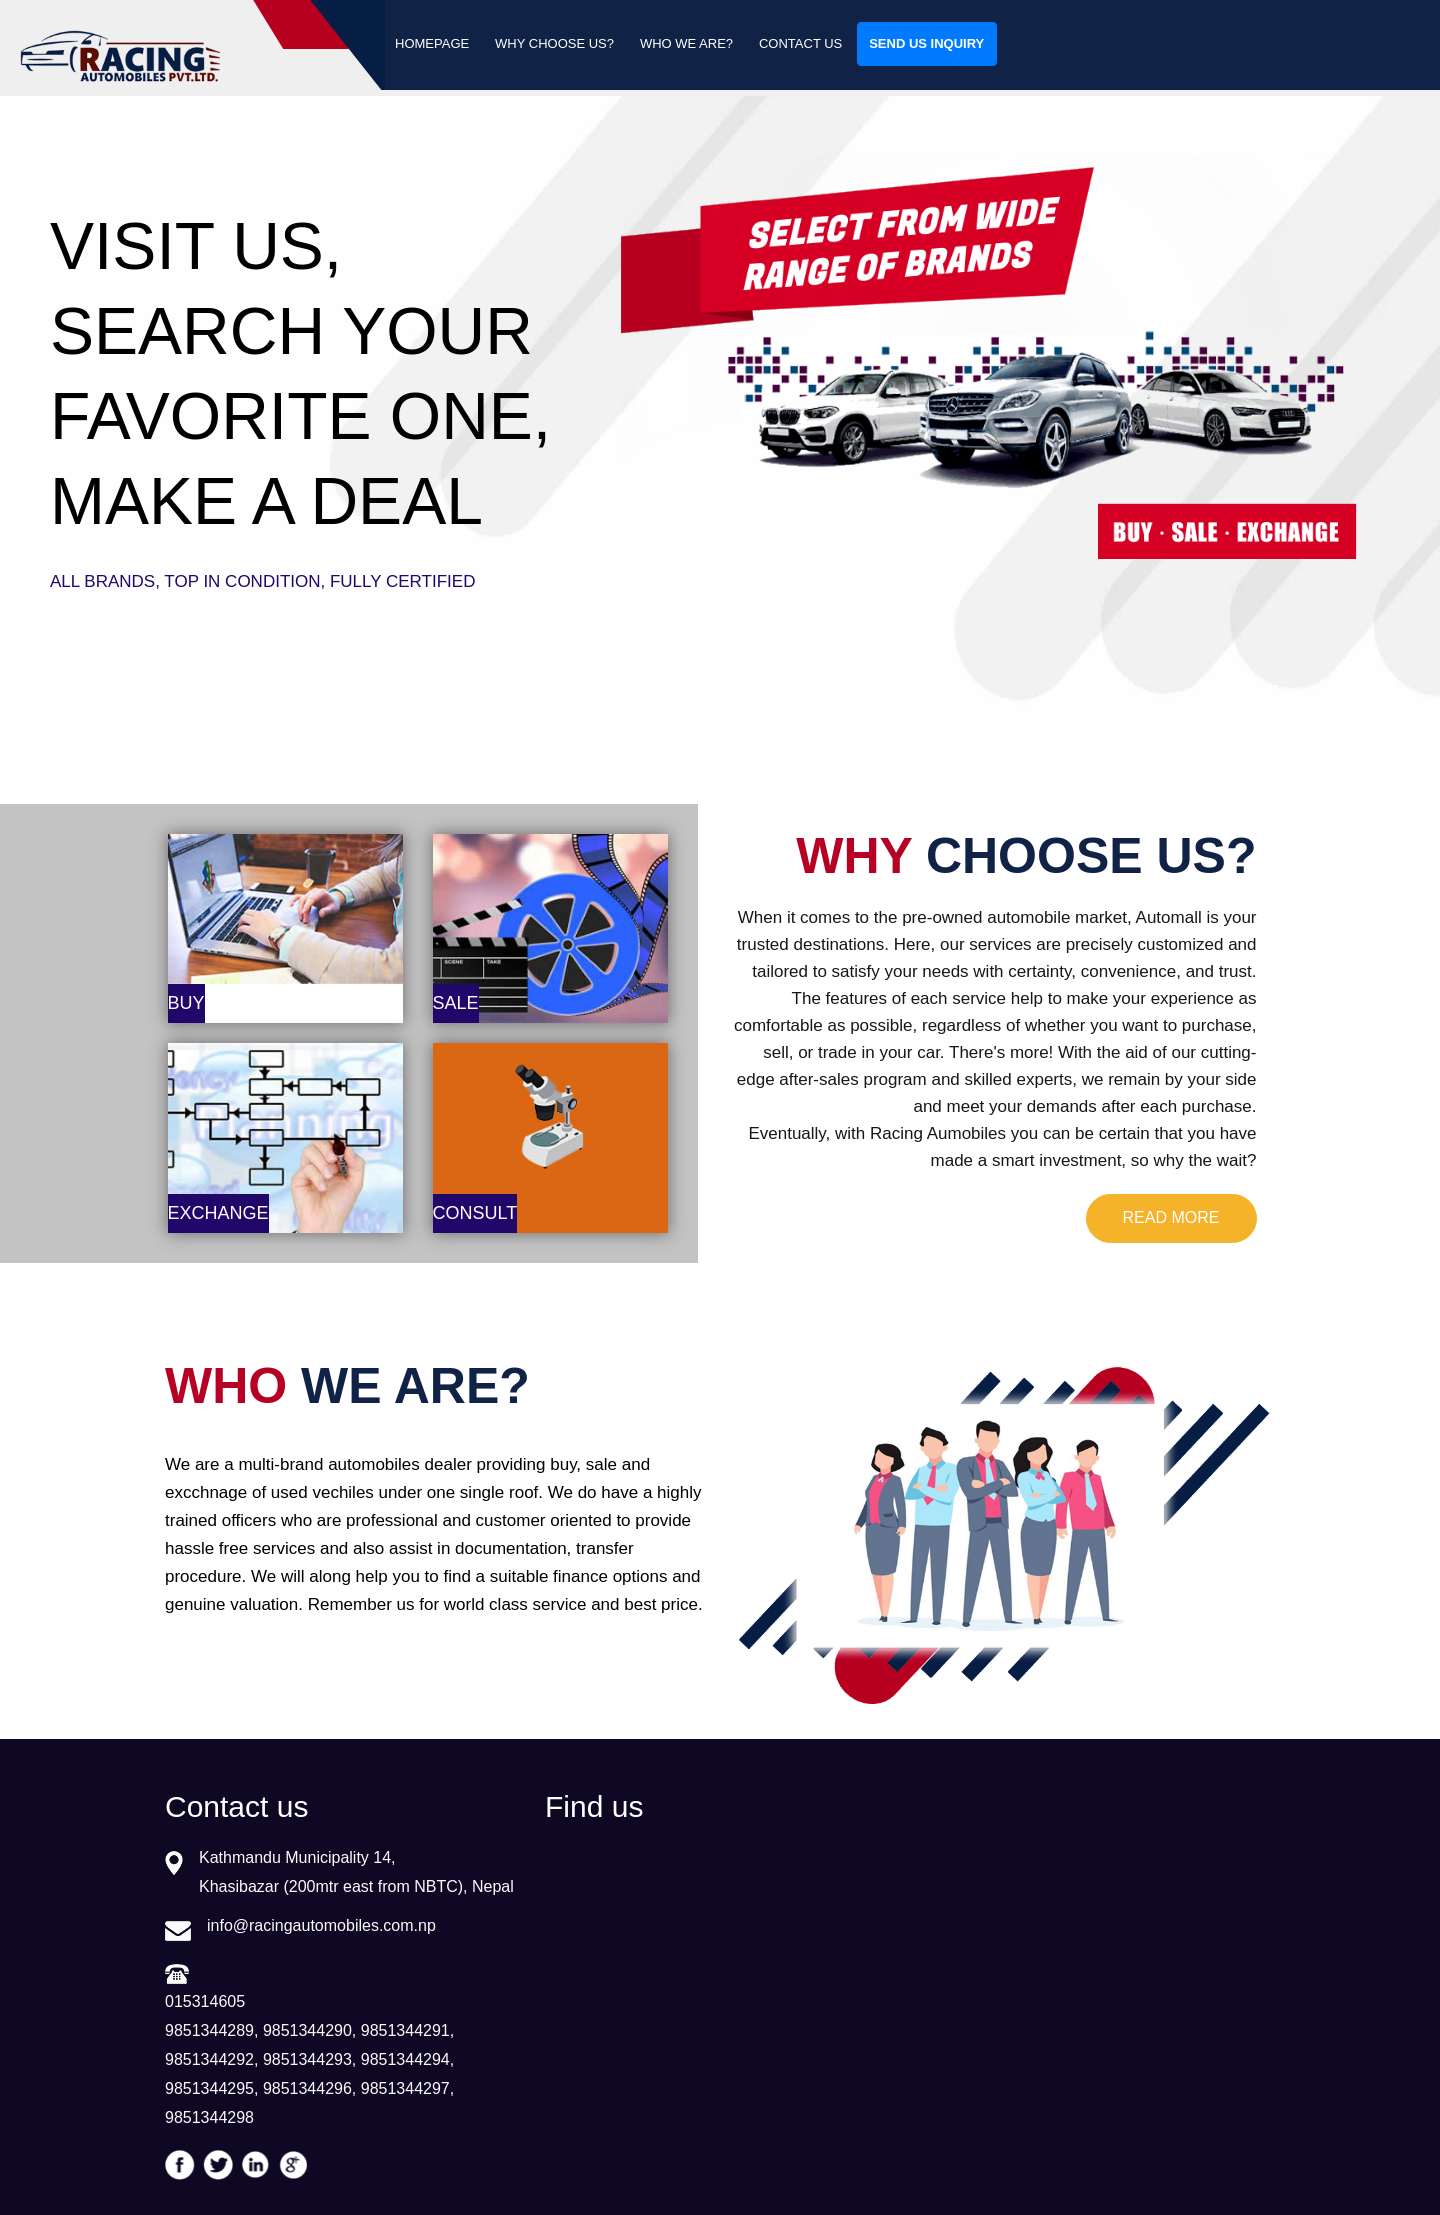 RACING
AUTOMOBILES PVT.LTD.
HOMEPAGE WHY CHOOSE US? WHO WE ARE? CONTACT US SEND US INQUIRY
VISIT US,
SEARCH YOUR
FAVORITE ONE,
MAKE A DEAL
ALL BRANDS, TOP IN CONDITION, FULLY CERTIFIED
SELECT FROM WIDE
RANGE OF BRANDS
BUY · SALE · EXCHANGE
SCENE TAKE
BUY
SALE
EXCHANGE
CONSULT
WHY CHOOSE US?
When it comes to the pre-owned automobile market, Automall is your
trusted destinations. Here, our services are precisely customized and
tailored to satisfy your needs with certainty, convenience, and trust.
The features of each service help to make your experience as
comfortable as possible, regardless of whether you want to purchase,
sell, or trade in your car. There's more! With the aid of our cutting-
edge after-sales program and skilled experts, we remain by your side
and meet your demands after each purchase.
Eventually, with Racing Aumobiles you can be certain that you have
made a smart investment, so why the wait?
READ MORE
WHO WE ARE?
We are a multi-brand automobiles dealer providing buy, sale and
excchnage of used vechiles under one single roof. We do have a highly
trained officers who are professional and customer oriented to provide
hassle free services and also assist in documentation, transfer
procedure. We will along help you to find a suitable finance options and
genuine valuation. Remember us for world class service and best price.
Contact us
Kathmandu Municipality 14,
Khasibazar (200mtr east from NBTC), Nepal
info@racingautomobiles.com.np
015314605
9851344289, 9851344290, 9851344291,
9851344292, 9851344293, 9851344294,
9851344295, 9851344296, 9851344297,
9851344298
Find us